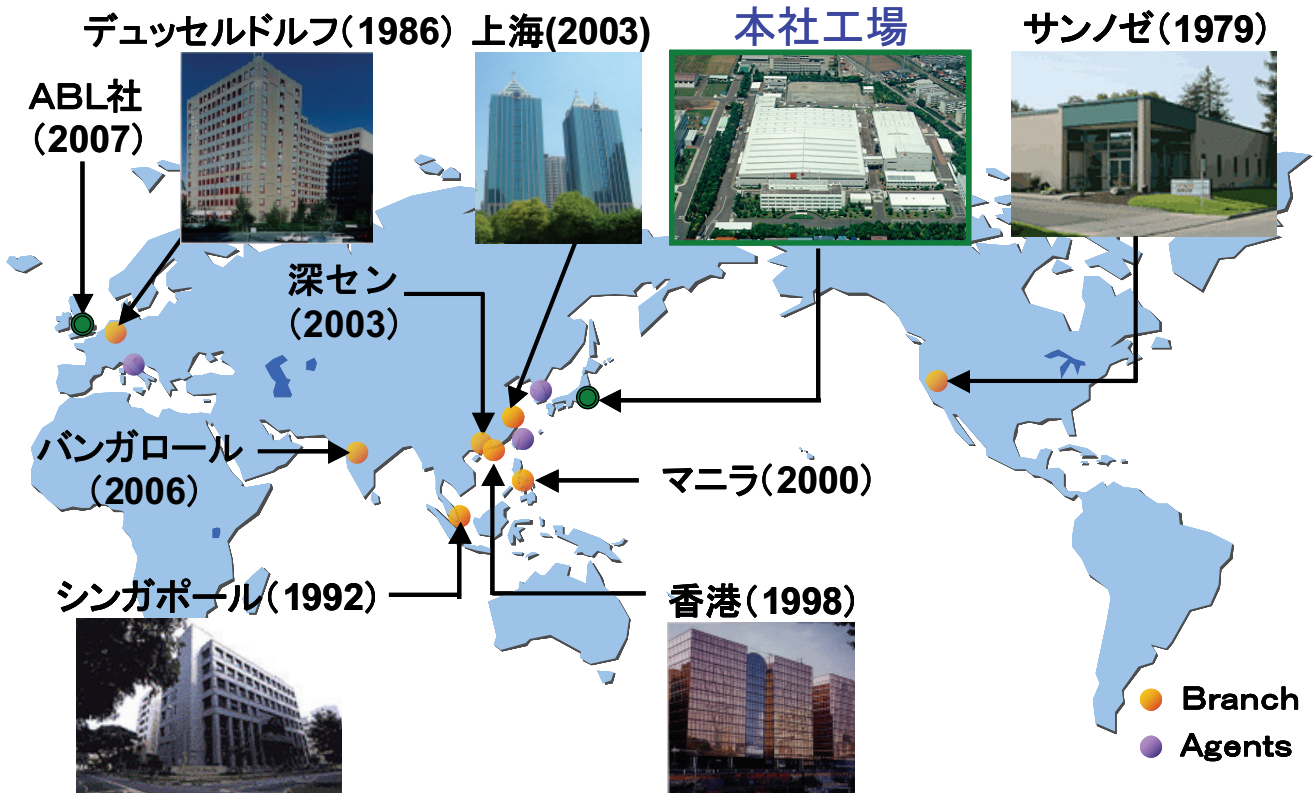 デュッセルドルフ（1986）
上海(2003)
本社工場
サンノゼ（1979）
ABL社
（2007）
深セン
（2003）
バンガロール
（2006）
マニラ（2000）
シンガポール（1992）
香港（1998）
Branch
Agents